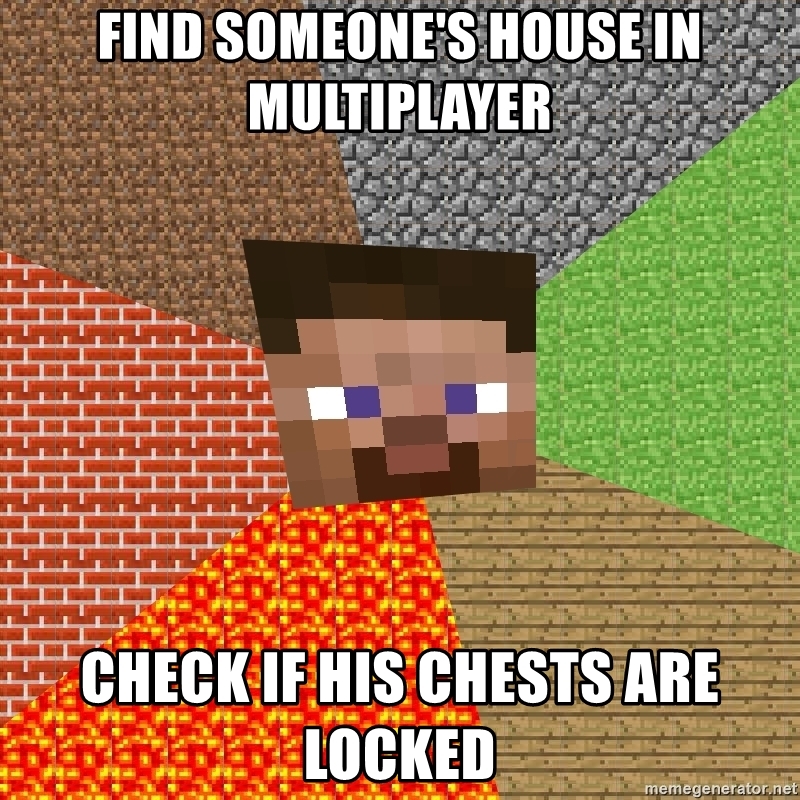 FIND SOMEONE'S HOUSE IN
MULTIPLAYER
CHECK IF HIS CHESTS ARE
LOCKED
memegenerator.net